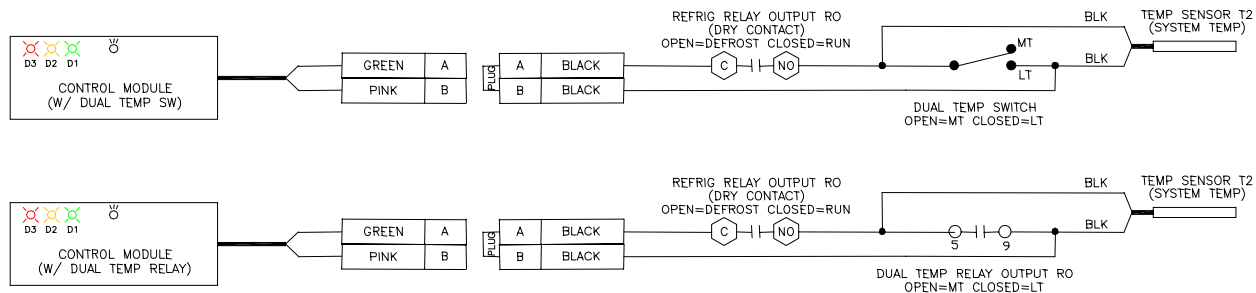 REFRIG RELAY OUTPUT RO
(DRY CONTACT)
OPEN=DEFROST CLOSED=RUN
BLK
TEMP SENSOR T2
(SYSTEM TEMP)
D3 D2 D1
CONTROL MODULE
(W/ DUAL TEMP SW)
GREEN A
PINK B
PLUG
A BLACK
B BLACK
C
NO
MT
LT
BLK
DUAL TEMP SWITCH
OPEN=MT CLOSED=LT
REFRIG RELAY OUTPUT RO
(DRY CONTACT)
OPEN=DEFROST CLOSED=RUN
BLK
TEMP SENSOR T2
(SYSTEM TEMP)
D3 D2 D1
CONTROL MODULE
(W/ DUAL TEMP RELAY)
GREEN A
PINK B
PLUG
A BLACK
B BLACK
C
NO
5 9
BLK
DUAL TEMP RELAY OUTPUT RO
OPEN=MT CLOSED=LT